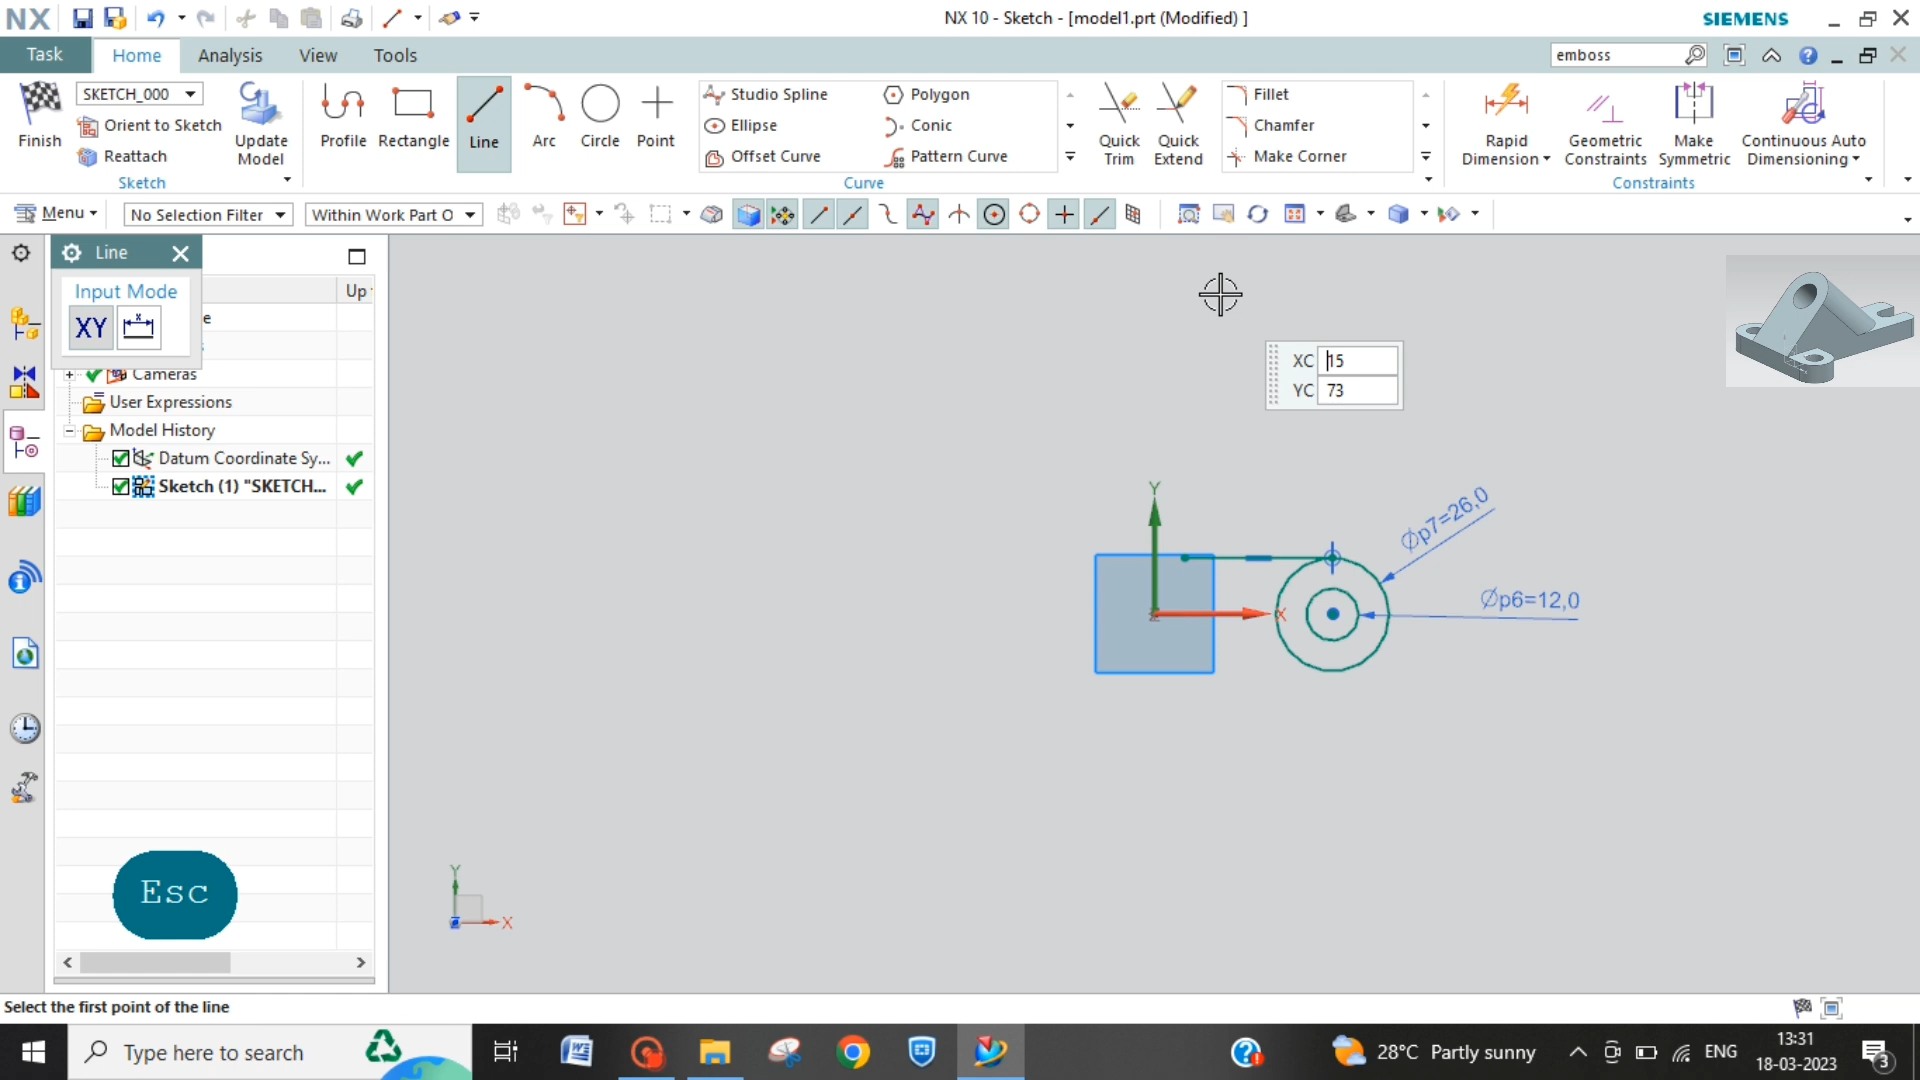 NX
NX 10 - Sketch - [model1.prt (Modified) ]
SIEMENS
Task
Home
Analysis
View
Tools
emboss
Finish
SKETCH_000
Orient to Sketch
Reattach
Update
Model
Sketch
Profile
Rectangle
Line
Arc
Circle
Point
Studio Spline
Polygon
Ellipse
Conic
Offset Curve
Pattern Curve
Curve
Quick
Trim
Quick
Extend
Fillet
Chamfer
Make Corner
Rapid
Dimension
Geometric
Constraints
Make
Symmetric
Continuous Auto
Dimensioning
Constraints
Menu
No Selection Filter
Within Work Part O
Line
Input Mode
XY
Up
e
Cameras
User Expressions
Model History
Datum Coordinate Sy...
Sketch (1) "SKETCH...
XC 15
YC 73
Y
X
Øp7=26,0
Øp6=12,0
Esc
Y
X
Select the first point of the line
Type here to search
28°C Partly sunny
ENG
13:31
18-03-2023
3